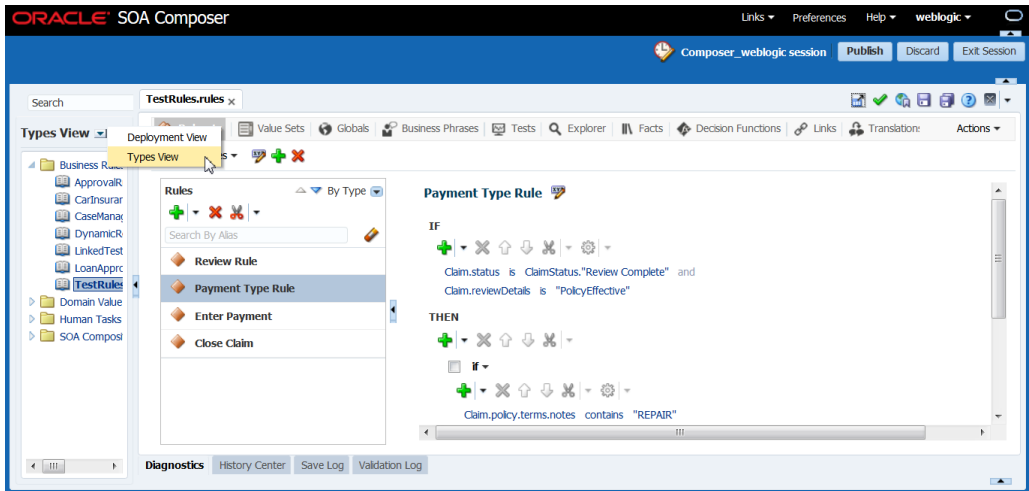 ORACLE SOA Composer
Links Preferences Help weblogic
Composer_weblogic session Publish Discard Exit Session
Search
TestRules.rules x
Types View
Deployment View
Types View
Value Sets Globals Business Phrases Tests Explorer Facts Decision Functions Links Translations Actions
Business Rule
ApprovalR
CarInsuran
CaseManag
DynamicR
LinkedTest
LoanAppro
TestRules
Domain Value
Human Tasks
SOA Composi
Rules By Type
Search By Alias
Review Rule
Payment Type Rule
Enter Payment
Close Claim
Payment Type Rule
IF
Claim.status is ClaimStatus."Review Complete" and
Claim.reviewDetails is "PolicyEffective"
THEN
if
Claim.policy.terms.notes contains "REPAIR"
Diagnostics History Center Save Log Validation Log